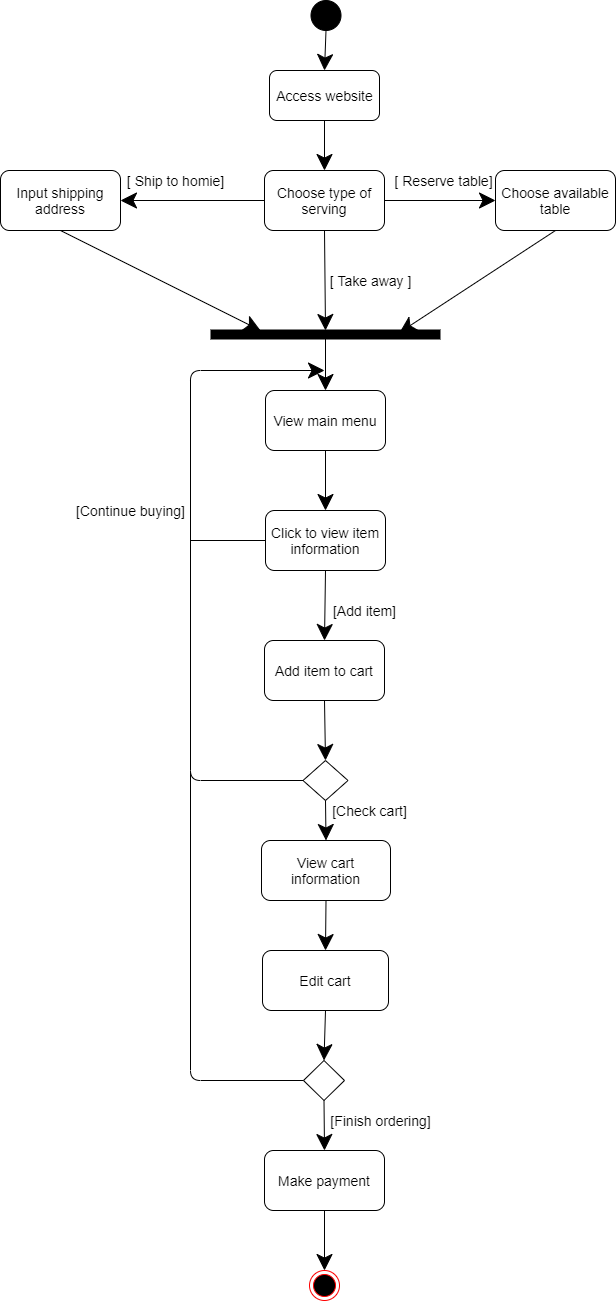 Access website
[ Ship to homie]
[ Reserve table]
Input shipping
address
Choose type of
serving
Choose available
table
[ Take away ]
View main menu
[Continue buying]
Click to view item
information
[Add item]
Add item to cart
[Check cart]
View cart
information
Edit cart
[Finish ordering]
Make payment